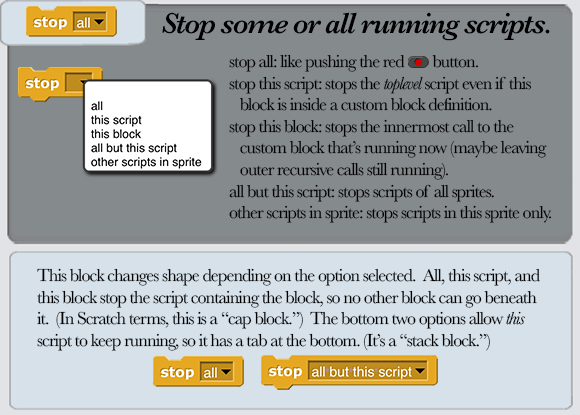 stop all
Stop some or all running scripts.
stop
all
this script
this block
all but this script
other scripts in sprite
stop all: like pushing the red button.
stop this script: stops the toplevel script even if this
block is inside a custom block definition.
stop this block: stops the innermost call to the
custom block that's running now (maybe leaving
outer recursive calls still running).
all but this script: stops scripts of all sprites.
other scripts in sprite: stops scripts in this sprite only.
This block changes shape depending on the option selected. All, this script, and
this block stop the script containing the block, so no other block can go beneath
it. (In Scratch terms, this is a “cap block.”) The bottom two options allow this
script to keep running, so it has a tab at the bottom. (It's a “stack block.”)
stop all stop all but this script